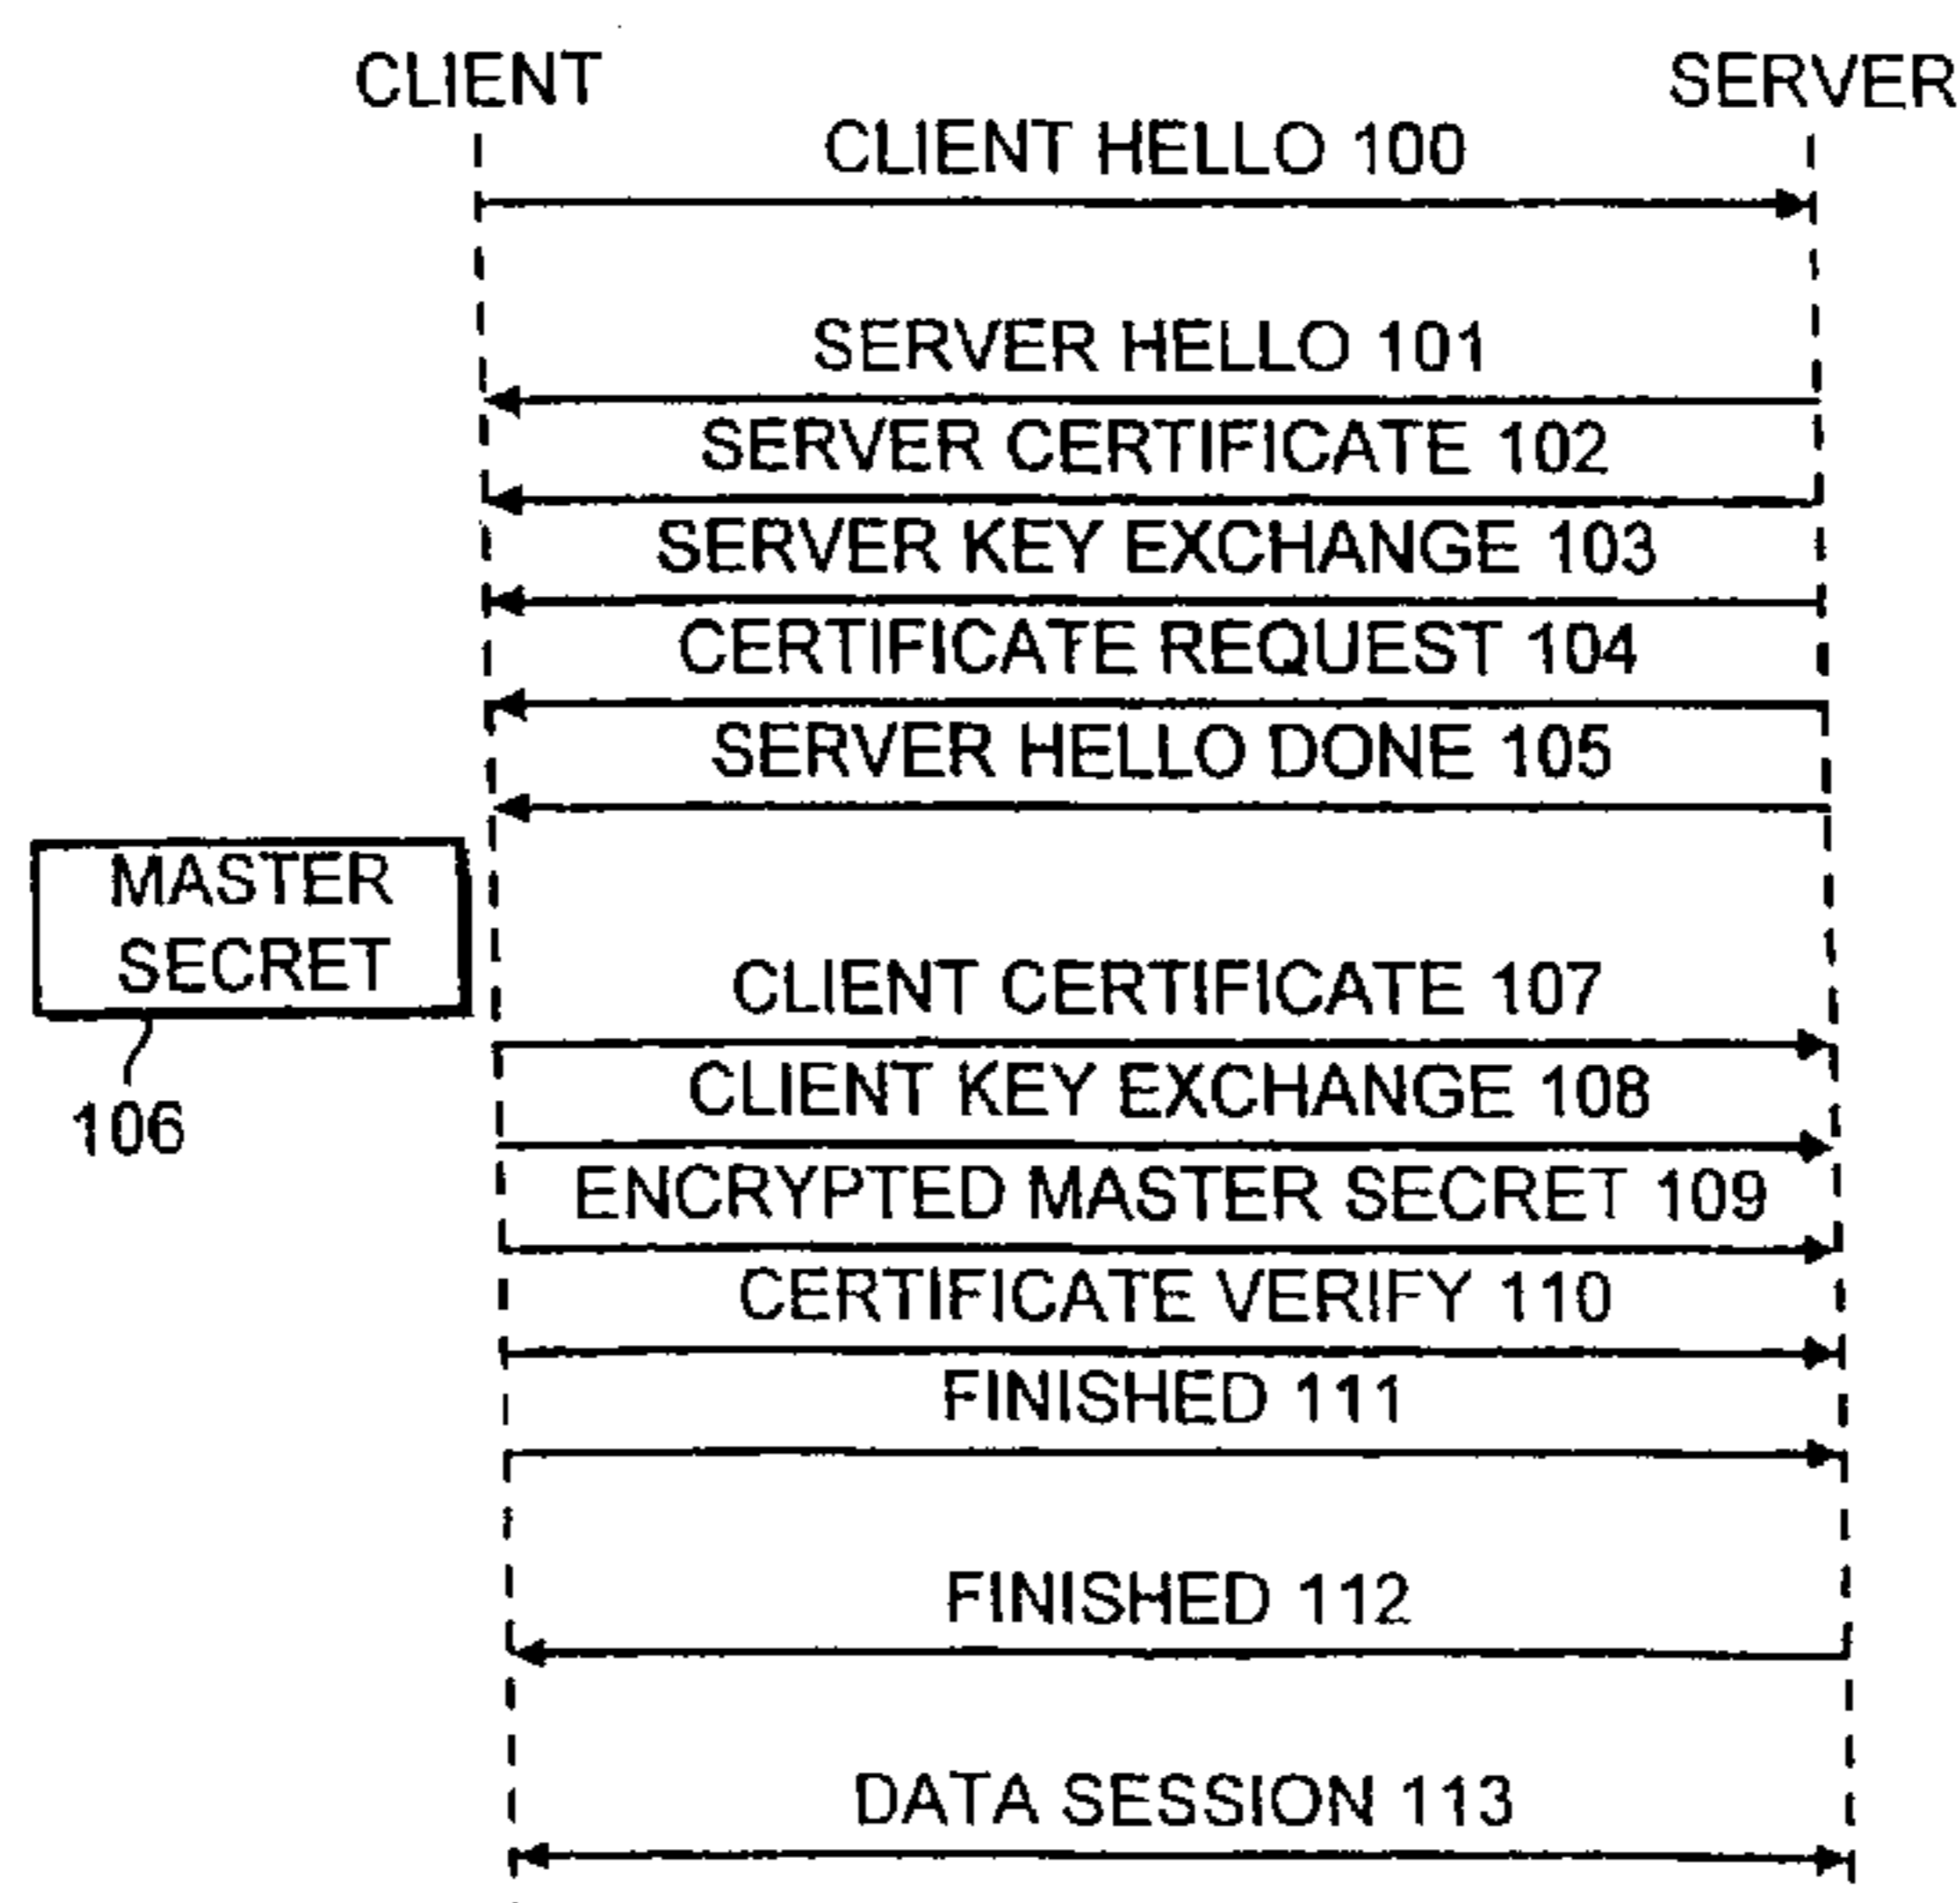 CLIENT
SERVER
CLIENT HELLO 100
SERVER HELLO 101
SERVER CERTIFICATE 102
SERVER KEY EXCHANGE 103
CERTIFICATE REQUEST 104
SERVER HELLO DONE 105
MASTER
SECRET
106
CLIENT CERTIFICATE 107
CLIENT KEY EXCHANGE 108
ENCRYPTED MASTER SECRET 109
CERTIFICATE VERIFY 110
FINISHED 111
FINISHED 112
DATA SESSION 113